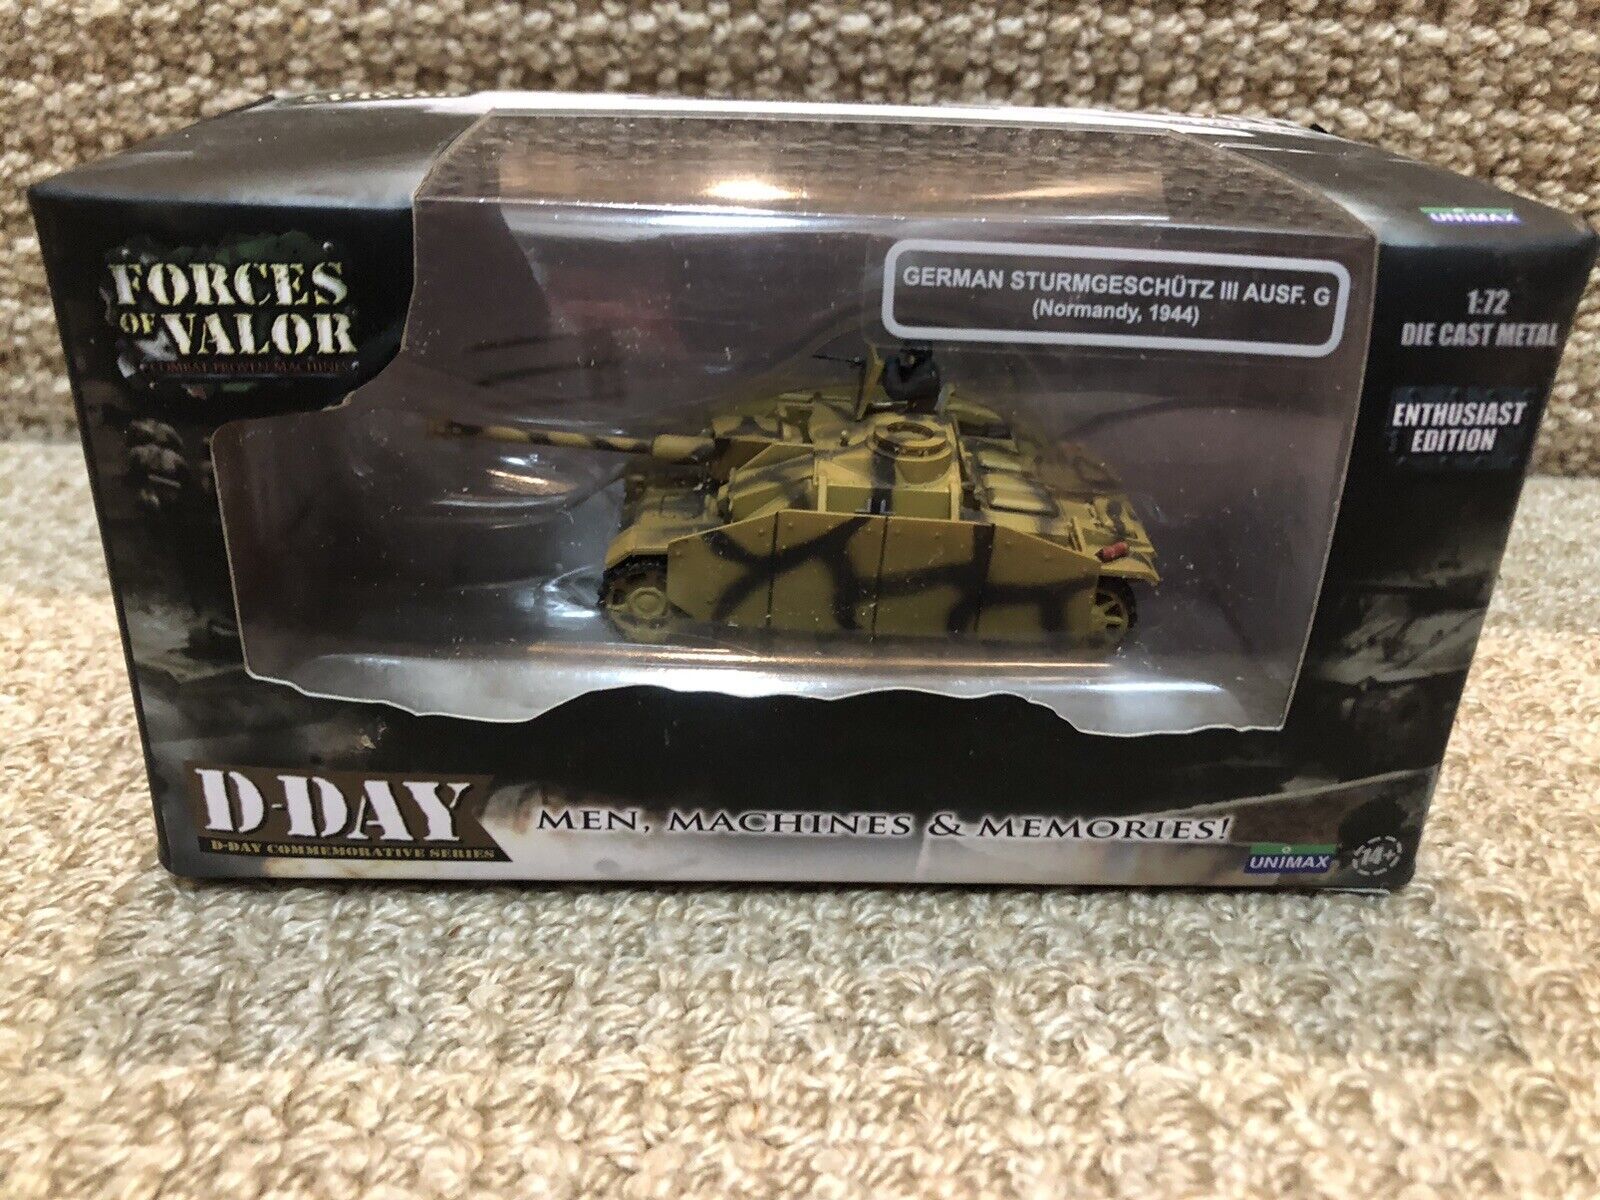 FORCES
OF VALOR
COMBAT PROVEN MACHINES
GERMAN STURMGESCHÜTZ III AUSF. G
(Normandy, 1944)
UNIMAX
1:72
DIE CAST METAL
ENTHUSIAST
EDITION
D-DAY
D-DAY COMMEMORATIVE SERIES
MEN, MACHINES & MEMORIES!
UNIMAX
14+